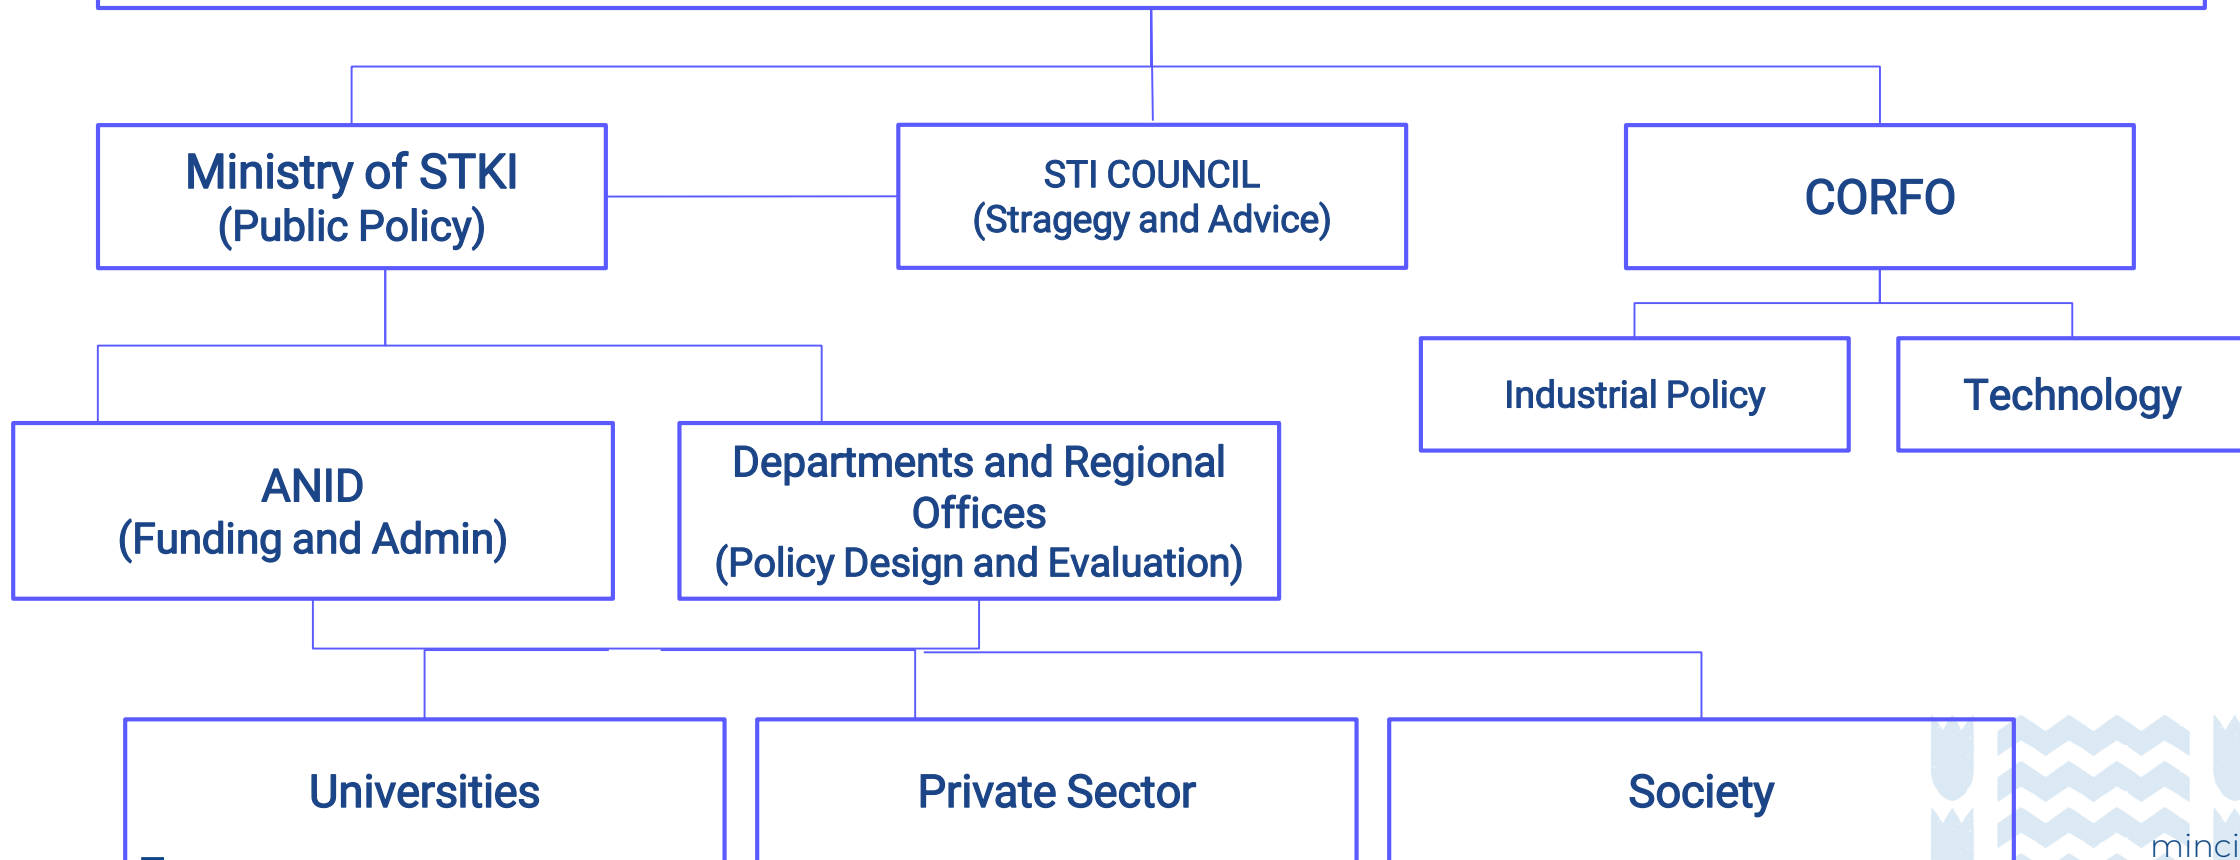 Ministry of STKI
(Public Policy)
STI COUNCIL
(Stragegy and Advice)
CORFO
Industrial Policy
Technology
ANID
(Funding and Admin)
Departments and Regional
Offices
(Policy Design and Evaluation)
Universities
Private Sector
Society
minci